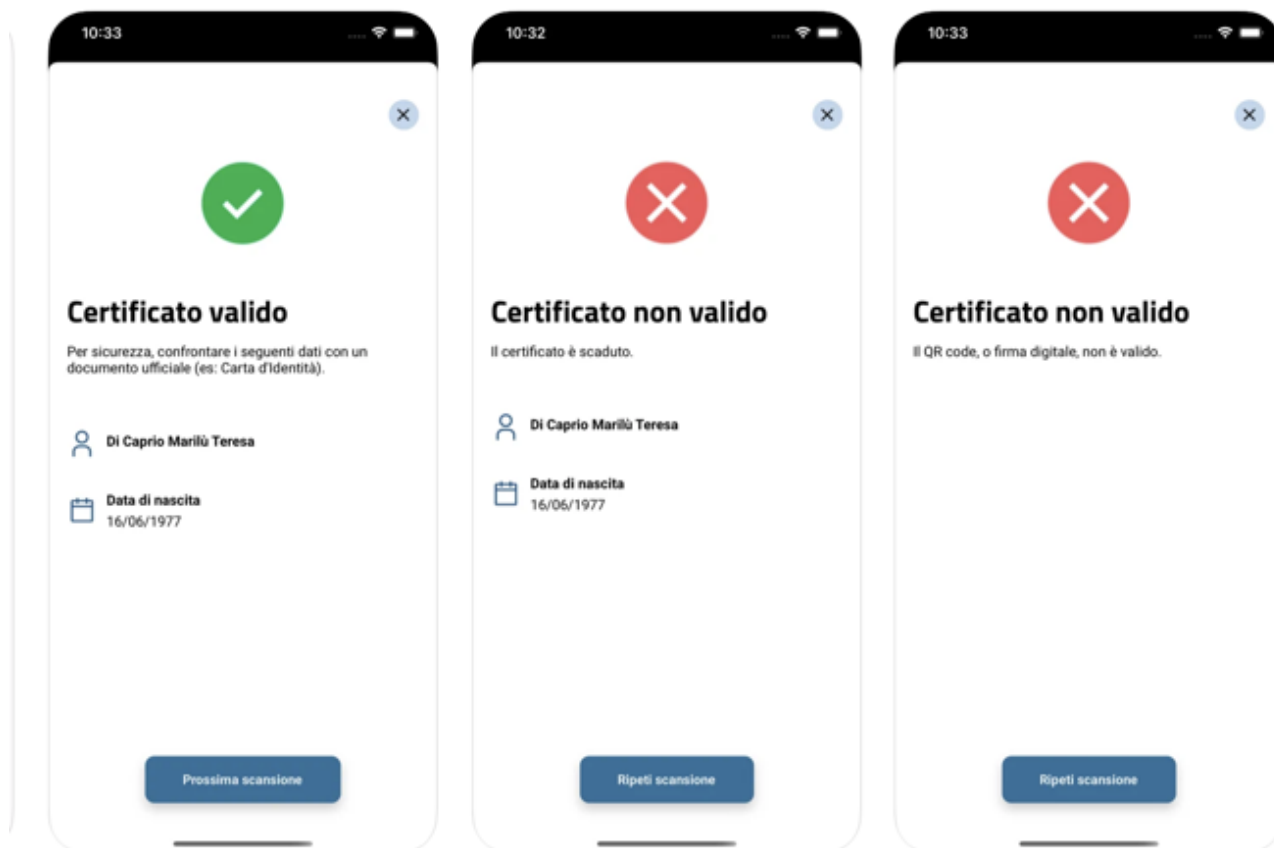 10:33
Certificato valido
Per sicurezza, confrontare i seguenti dati con un
documento ufficiale (es: Carta d'Identità).
Di Caprio Marilù Teresa
Data di nascita
16/06/1977
Prossima scansione
10:32
Certificato non valido
Il certificato è scaduto.
Di Caprio Marilù Teresa
Data di nascita
16/06/1977
Ripeti scansione
10:33
Certificato non valido
Il QR code, o firma digitale, non è valido.
Ripeti scansione